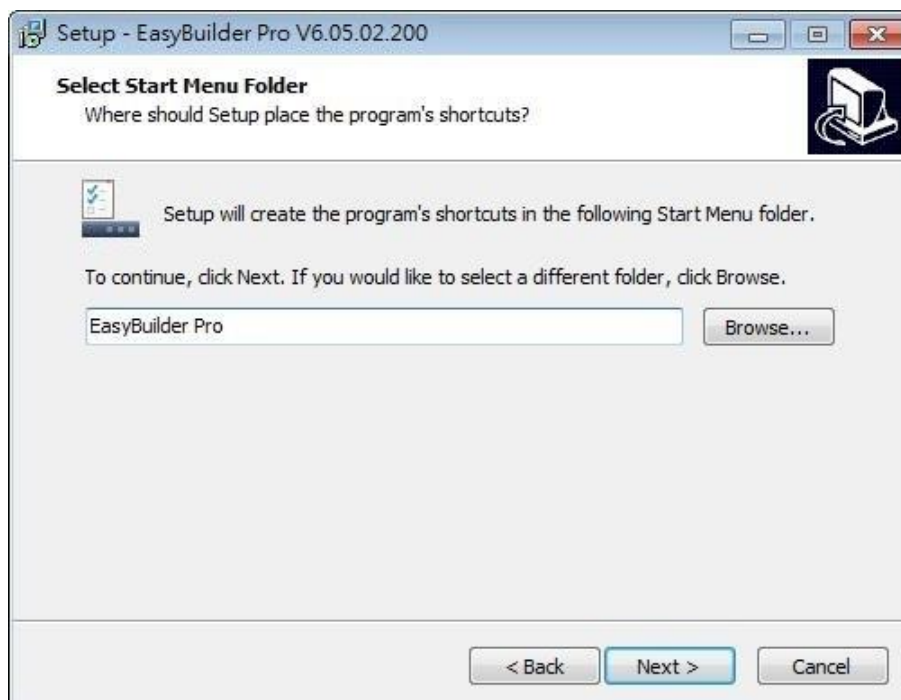 Setup - EasyBuilder Pro V6.05.02.200
Select Start Menu Folder
Where should Setup place the program's shortcuts?
Setup will create the program's shortcuts in the following Start Menu folder.
To continue, click Next. If you would like to select a different folder, click Browse.
EasyBuilder Pro
Browse...
< Back
Next >
Cancel